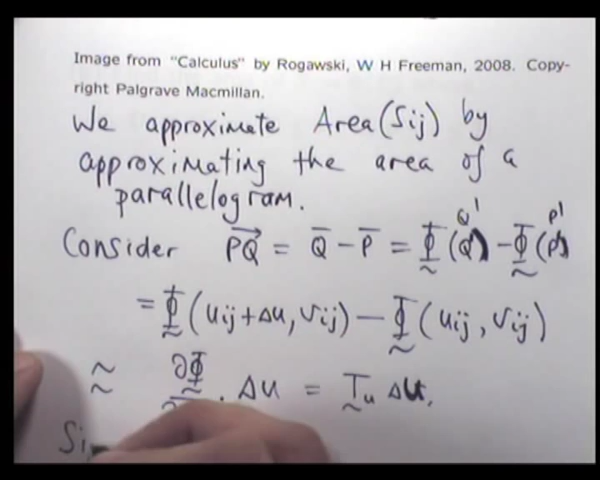 Image from "Calculus" by Rogawski, W H Freeman, 2008. Copy-
right Palgrave Macmillan.
We approximate Area(Sij) by
approximating the area of a
parallelogram.
Q' P'
Consider PQ = Q̄ - P̄ = Φ(Q) - Φ(P)
= Φ(uij+Δu, vij) - Φ(uij, vij)
≈ ∂Φ . Δu = Tu Δu.
Si